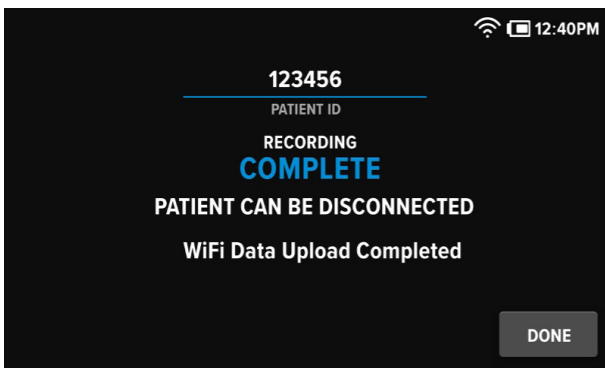 12:40PM
123456
PATIENT ID
RECORDING
COMPLETE
PATIENT CAN BE DISCONNECTED
WiFi Data Upload Completed
DONE